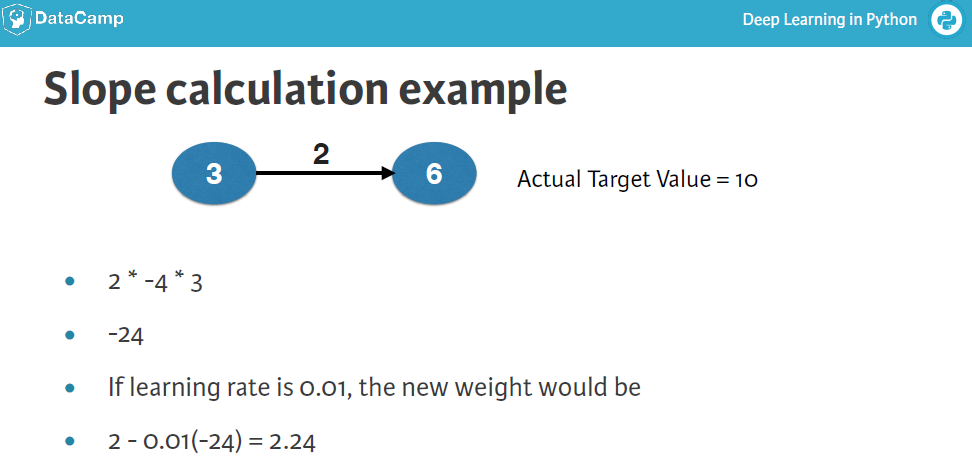 DataCamp
Deep Learning in Python
Slope calculation example
3 2 6
Actual Target Value = 10
• 2 * -4 * 3
• -24
• If learning rate is 0.01, the new weight would be
• 2 - 0.01(-24) = 2.24